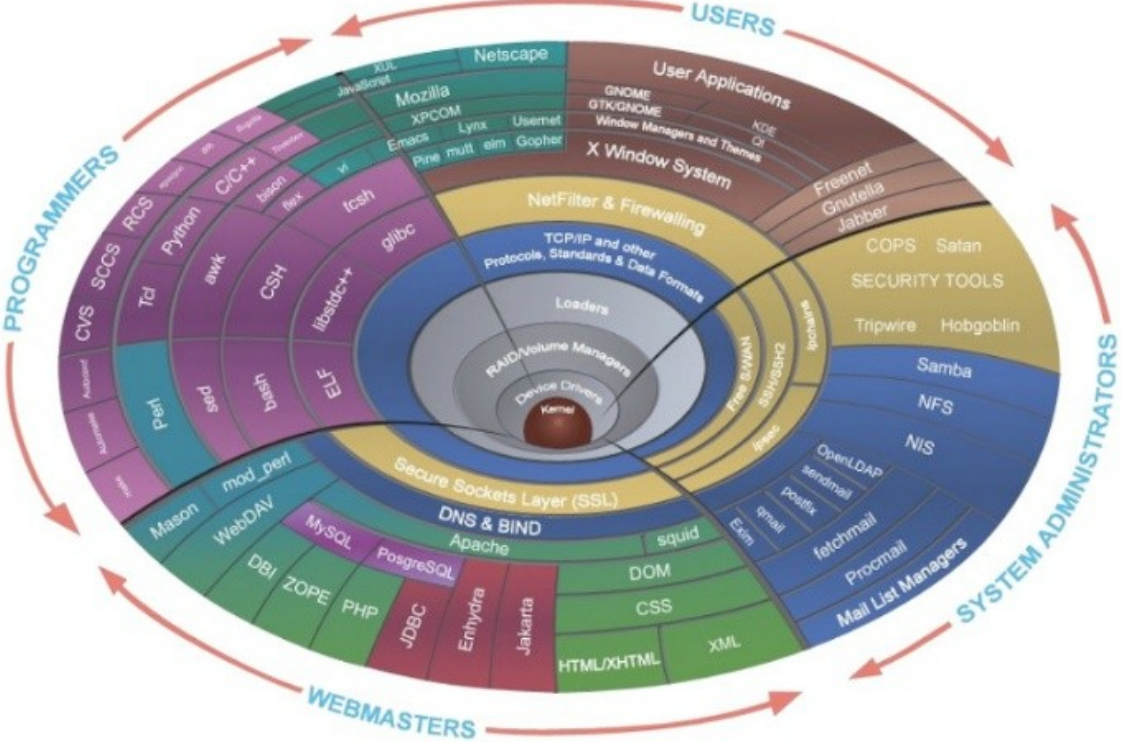 USERS
PROGRAMMERS
SYSTEM ADMINISTRATORS
WEBMASTERS
XUL
Netscape
JavaScript
Mozilla
XPCOM
Emacs
Lynx
Usernet
vi
Pine
mutt
elm
Gopher
User Applications
GNOME
KDE
GTK/GNOME
Qt
Window Managers and Themes
X Window System
Freenet
Gnutella
Jabber
NetFilter & Firewalling
TCP/IP and other
Protocols, Standards & Data Formats
Loaders
RAID/Volume Managers
Device Drivers
Kernel
COPS
Satan
SECURITY TOOLS
Tripwire
Hobgoblin
Ipchains
Free S/WAN
SSH/SSH2
Ipsec
Samba
NFS
NIS
OpenLDAP
sendmail
postfix
qmail
Exim
fetchmail
Procmail
Mail List Managers
Secure Sockets Layer (SSL)
DNS & BIND
Apache
squid
DOM
CSS
HTML/XHTML
XML
mod_perl
Mason
WebDAV
MySQL
PosgreSQL
DBI
ZOPE
PHP
JDBC
Enhydra
Jakarta
Bugzilla
C/C++
bison
flex
tcsh
glibc
RCS
Python
SCCS
awk
CSH
libstdc++
CVS
Tcl
Autoconf
Automake
make
Perl
sed
bash
ELF